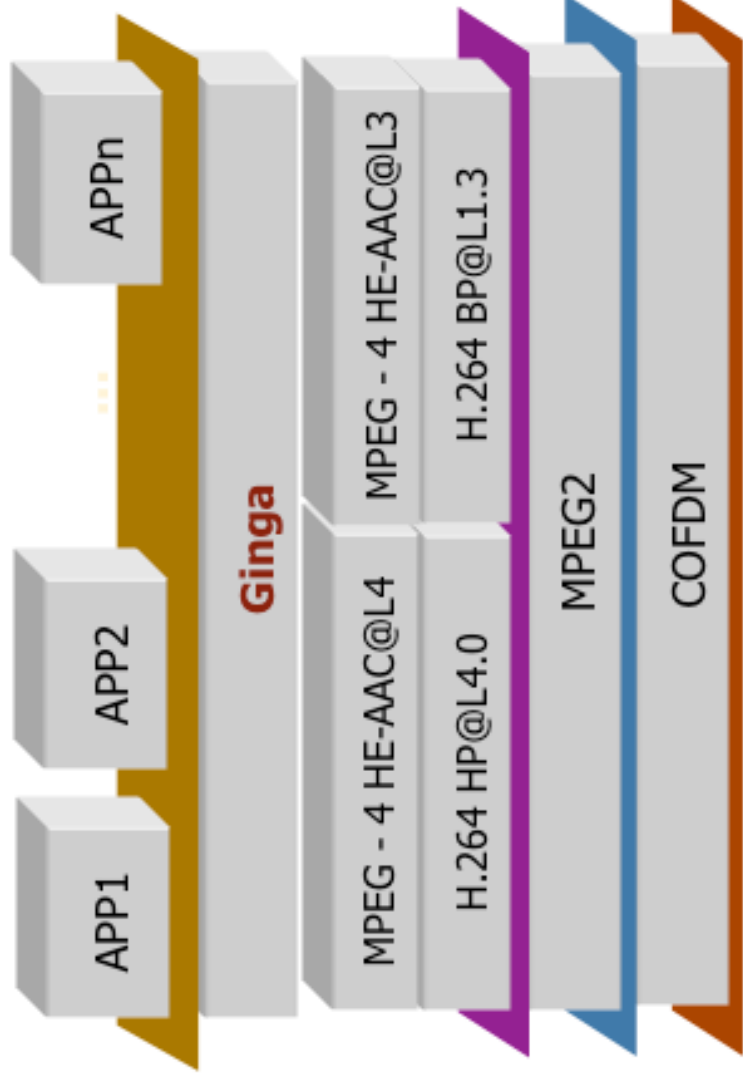 APP1
APP2
...
APPn
Ginga
MPEG - 4 HE-AAC@L4
MPEG - 4 HE-AAC@L3
H.264 HP@L4.0
H.264 BP@L1.3
MPEG2
COFDM